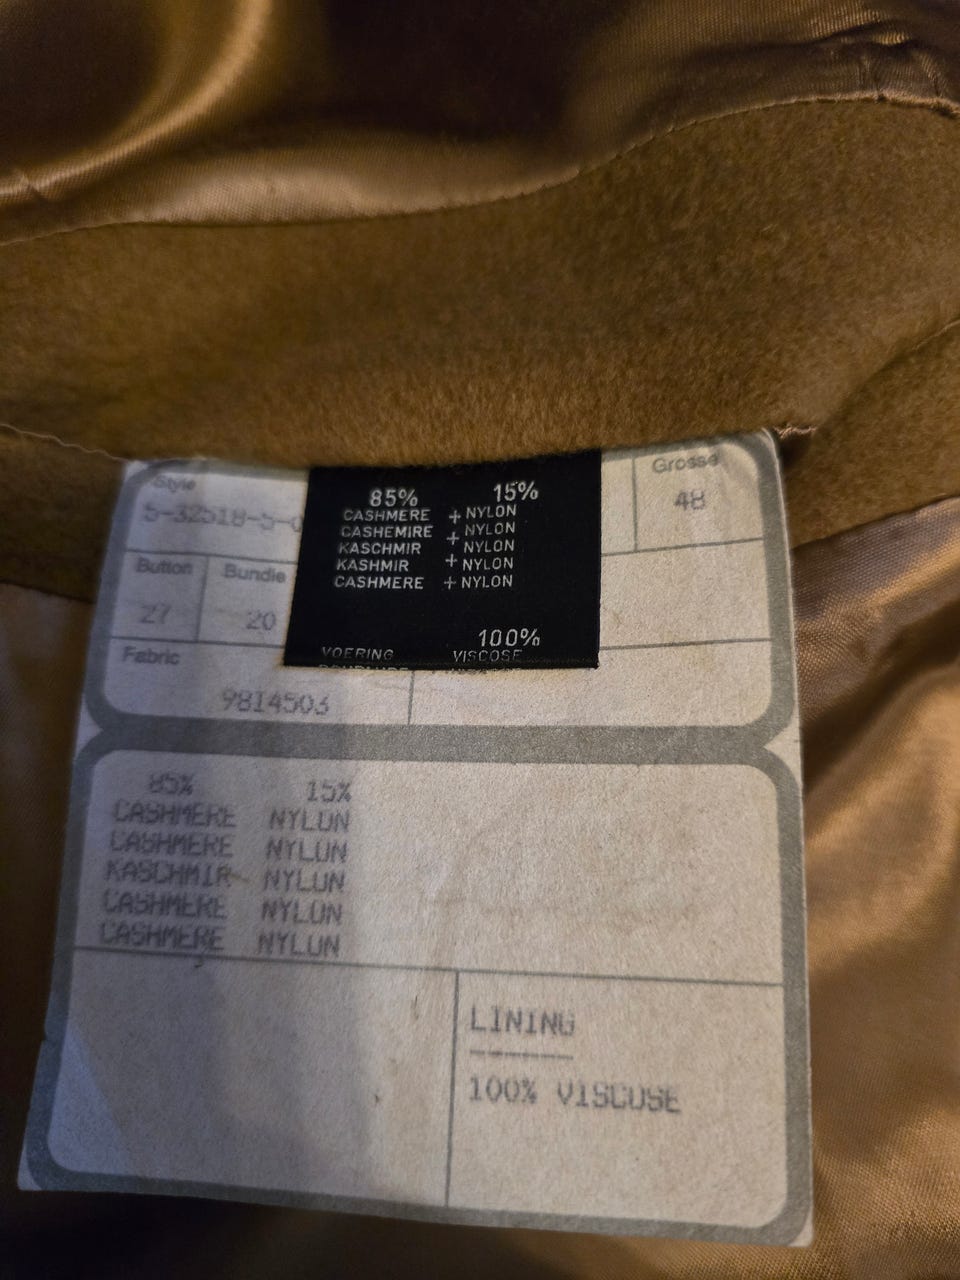 Style
5-32518-5-0
Grosse
48
Button
27
Bundle
20
Fabric
9814503
85% 15%
CASHMERE + NYLON
CASHEMIRE + NYLON
KASCHMIR NYLON
KASHMIR + NYLON
CASHMERE + NYLON
100%
VOERING VISCOSE
85% 15%
CASHMERE NYLON
CASHMERE NYLON
KASCHMIR NYLON
CASHMERE NYLON
CASHMERE NYLON
LINING
100% VISCOSE